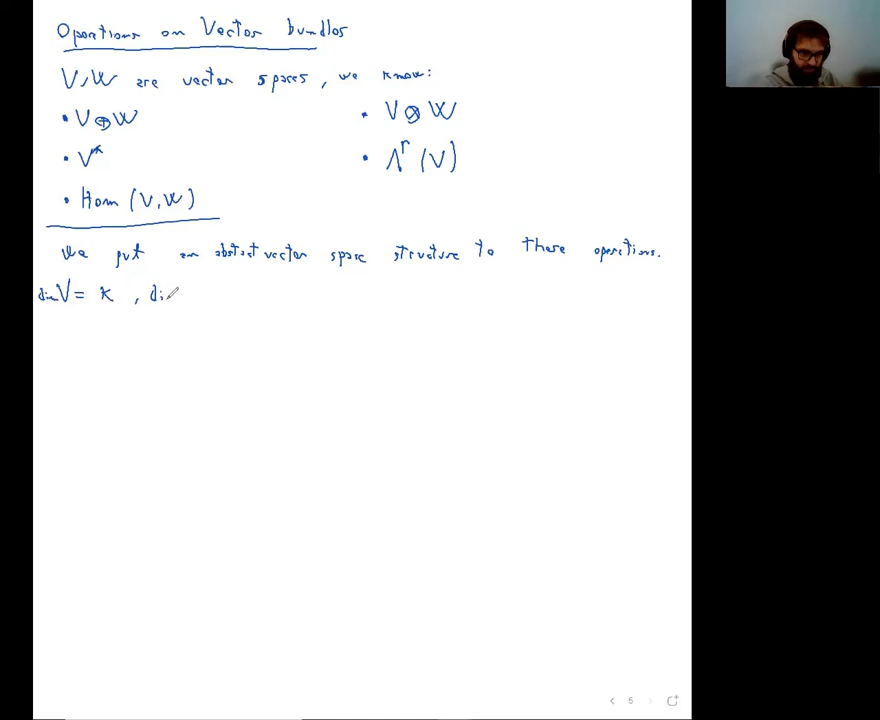 Operations on Vector bundles
V, W are vector spaces, we know:
• V⊕W • V⊗W
• V* • Λ^r (V)
• Hom (V, W)
We put an abstract vector space structure to these operations.
dim V = k , di
5